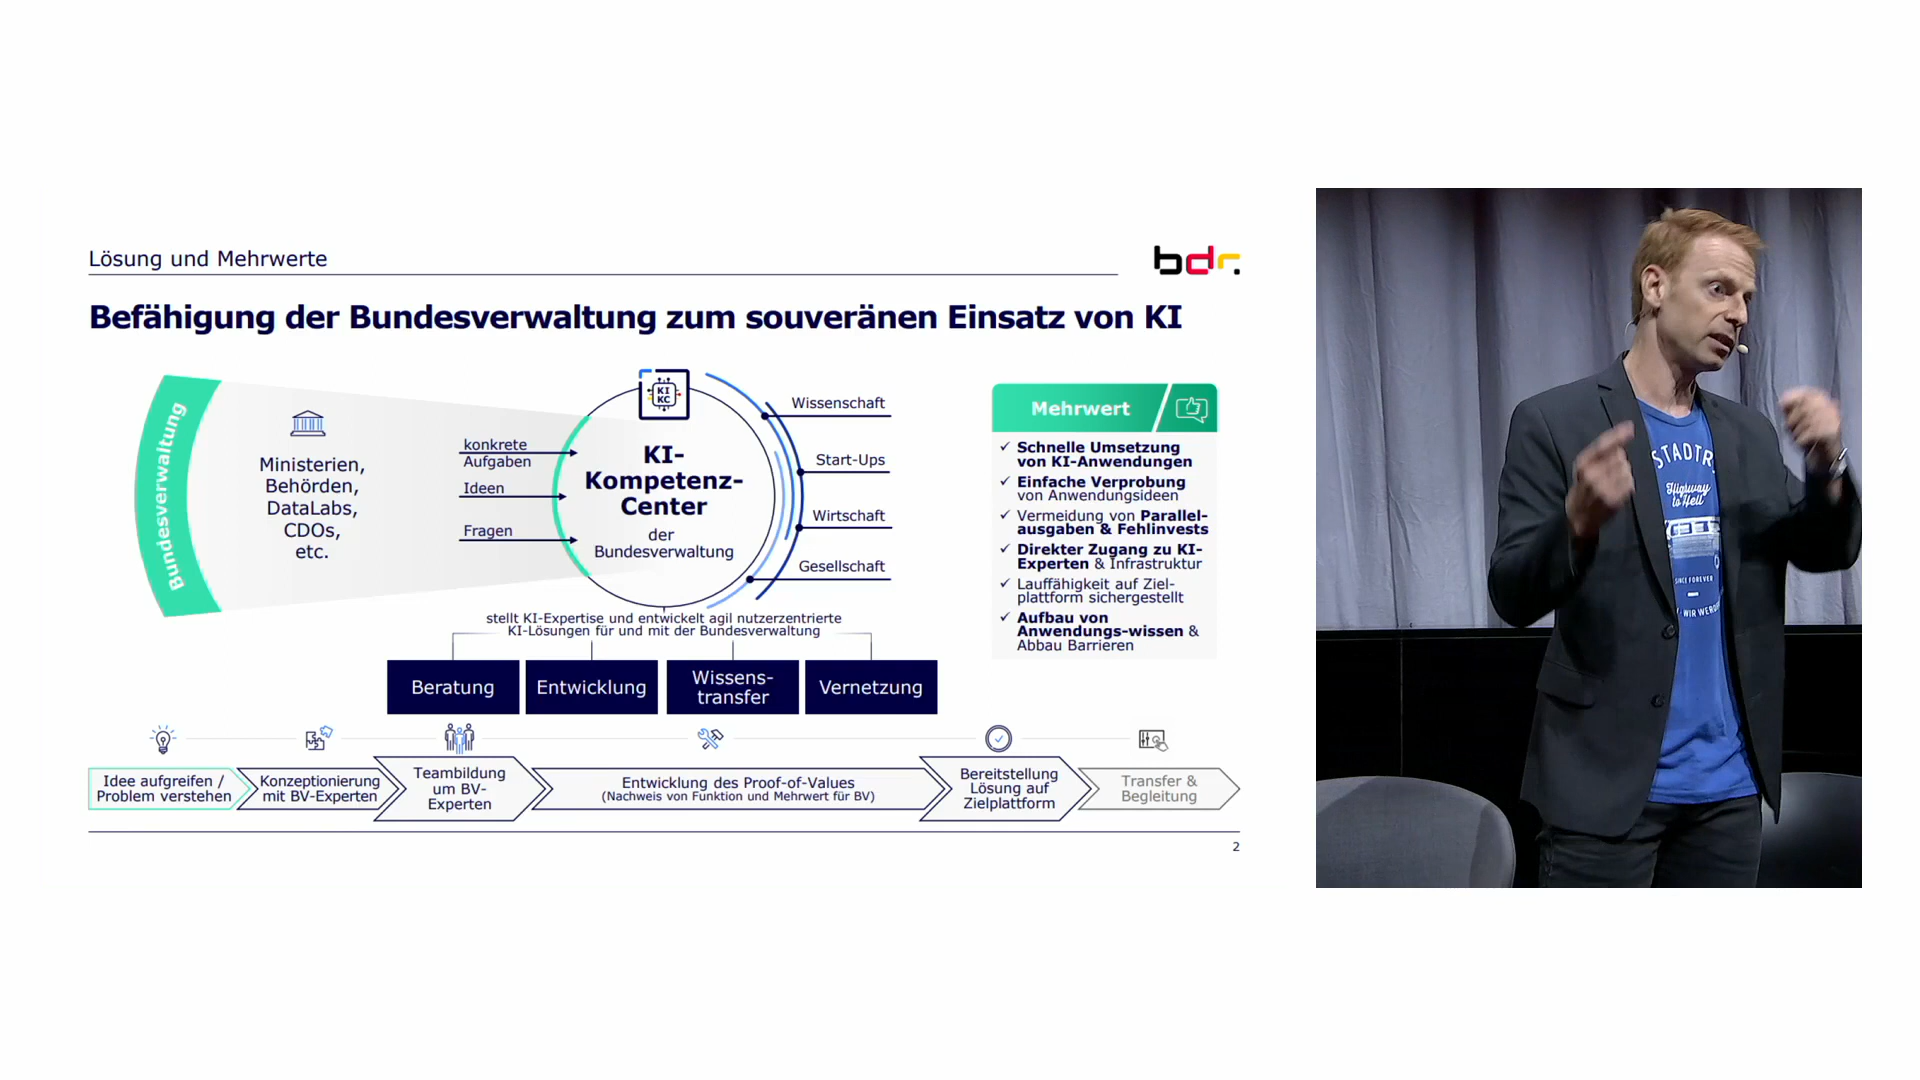 Lösung und Mehrwerte
bdr.
Befähigung der Bundesverwaltung zum souveränen Einsatz von KI
Bundesverwaltung
Ministerien,
Behörden,
DataLabs,
CDOs,
etc.
konkrete
Aufgaben
Ideen
Fragen
KI
KC
KI-
Kompetenz-
Center
der
Bundesverwaltung
Wissenschaft
Start-Ups
Wirtschaft
Gesellschaft
stellt KI-Expertise und entwickelt agil nutzerzentrierte
KI-Lösungen für und mit der Bundesverwaltung
Beratung
Entwicklung
Wissens-
transfer
Vernetzung
Mehrwert
✓ Schnelle Umsetzung
von KI-Anwendungen
✓ Einfache Verprobung
von Anwendungsideen
✓ Vermeidung von Parallel-
ausgaben & Fehlinvests
✓ Direkter Zugang zu KI-
Experten & Infrastruktur
✓ Lauffähigkeit auf Ziel-
plattform sichergestellt
✓ Aufbau von
Anwendungs-wissen &
Abbau Barrieren
Idee aufgreifen /
Problem verstehen
Konzeptionierung
mit BV-Experten
Teambildung
um BV-
Experten
Entwicklung des Proof-of-Values
(Nachweis von Funktion und Mehrwert für BV)
Bereitstellung
Lösung auf
Zielplattform
Transfer &
Begleitung
2
Highway
to Hell
SINCE FOREVER
WIR